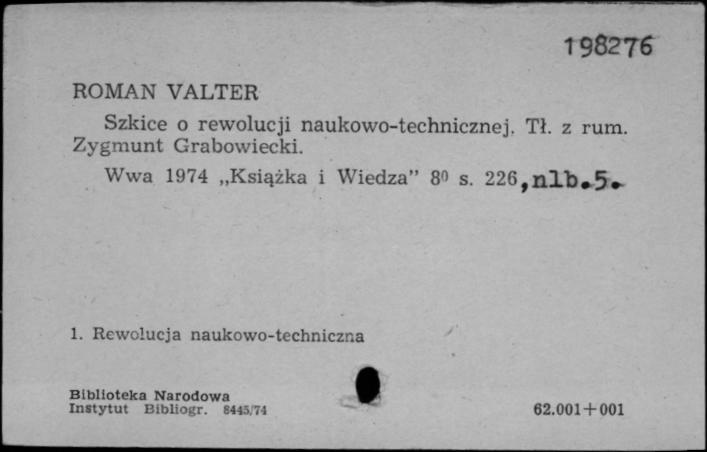 198276
ROMAN VALTER
Szkice o rewolucji naukowo-technicznej. Tł. z rum.
Zygmunt Grabowiecki.
Wwa 1974 „Książka i Wiedza” 8⁰ s. 226, nlb.5.
1. Rewolucja naukowo-techniczna
Biblioteka Narodowa
Instytut Bibliogr. 8445/74
62.001+001